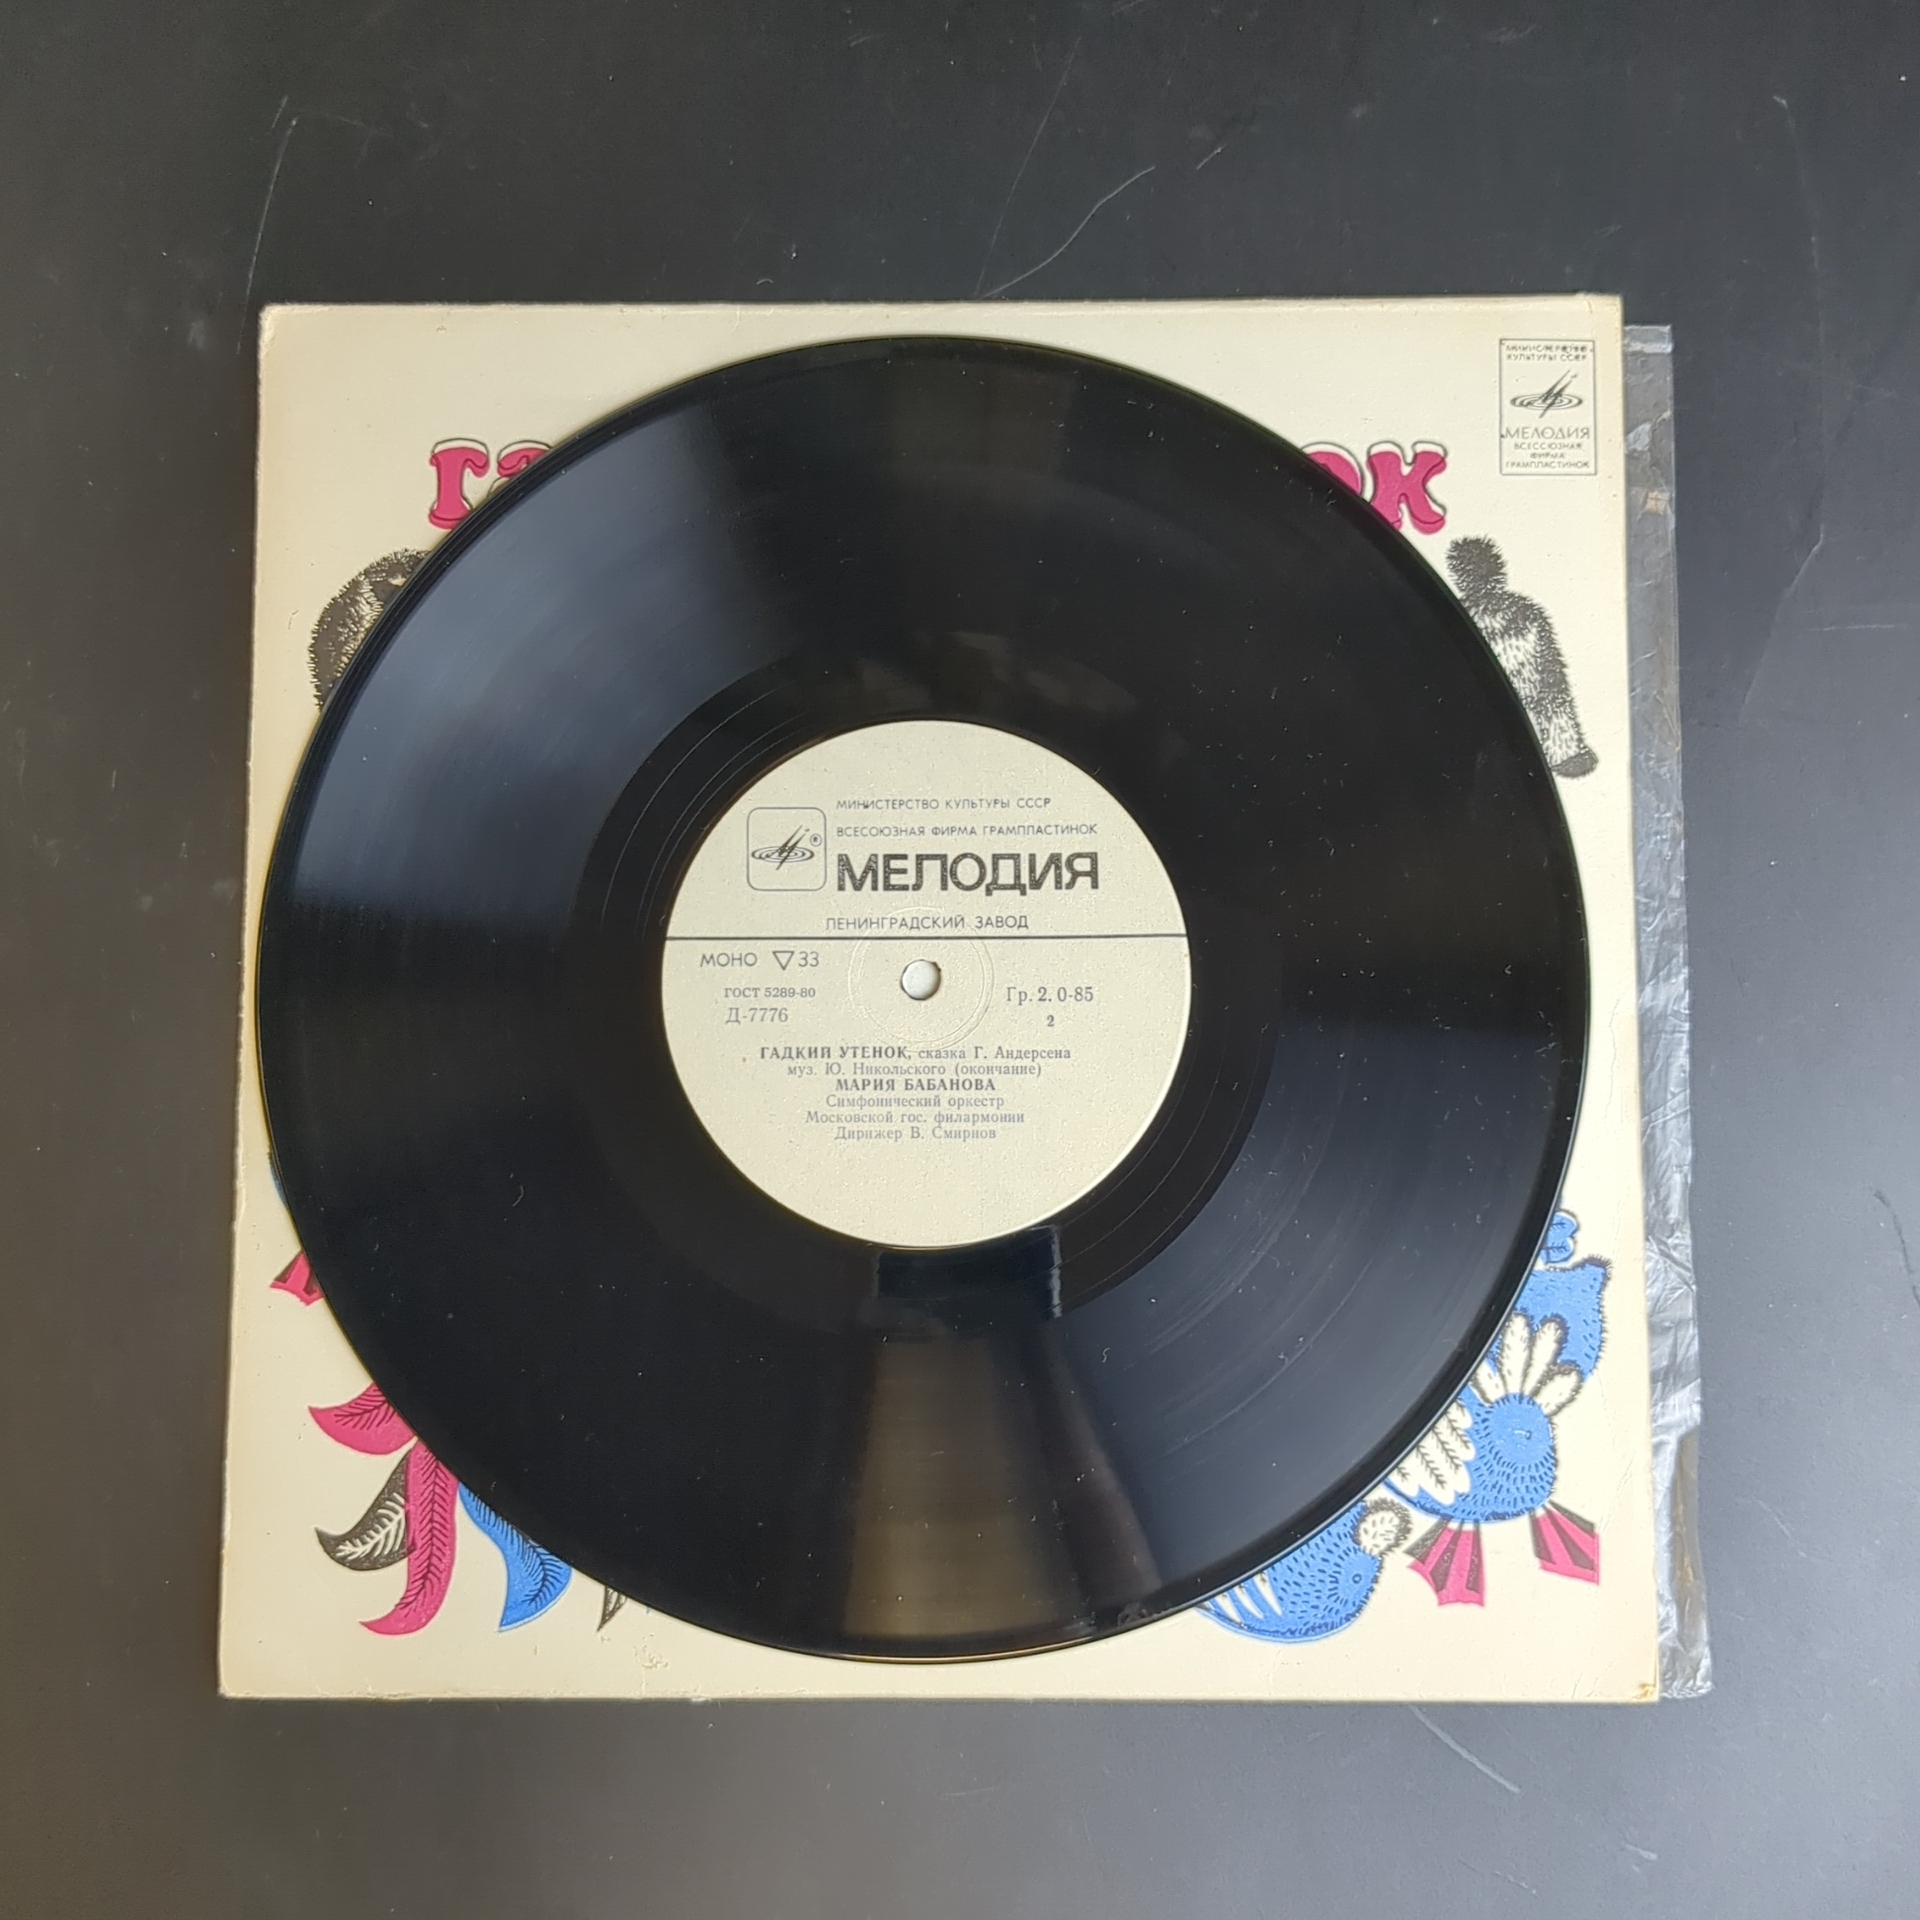 МИНИСТЕРСТВО
КУЛЬТУРЫ СССР
МЕЛОДИЯ
ВСЕСОЮЗНАЯ
ФИРМА
ГРАМПЛАСТИНОК
МИНИСТЕРСТВО КУЛЬТУРЫ СССР
ВСЕСОЮЗНАЯ ФИРМА ГРАМПЛАСТИНОК
®
МЕЛОДИЯ
ЛЕНИНГРАДСКИЙ ЗАВОД
МОНО 33
ГОСТ 5289-80
Д-7776
Гр. 2. 0-85
2
ГАДКИЙ УТЕНОК, сказка Г. Андерсена
муз. Ю. Никольского (окончание)
МАРИЯ БАБАНОВА
Симфонический оркестр
Московской гос. филармонии
Дирижер В. Смирнов